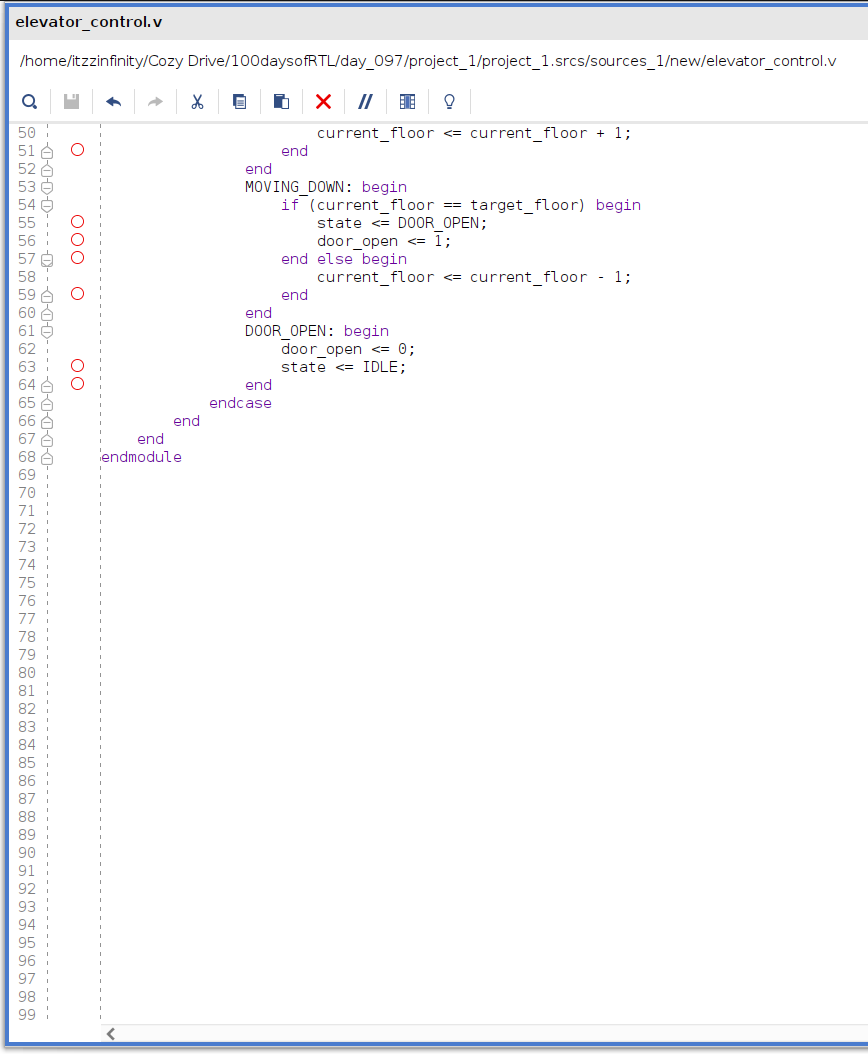 elevator_control.v
/home/itzzinfinity/Cozy Drive/100daysofRTL/day_097/project_1/project_1.srcs/sources_1/new/elevator_control.v
50 current_floor <= current_floor + 1;
51 end
52 end
53 MOVING_DOWN: begin
54 if (current_floor == target_floor) begin
55 state <= DOOR_OPEN;
56 door_open <= 1;
57 end else begin
58 current_floor <= current_floor - 1;
59 end
60 end
61 DOOR_OPEN: begin
62 door_open <= 0;
63 state <= IDLE;
64 end
65 endcase
66 end
67 end
68 endmodule
69
70
71
72
73
74
75
76
77
78
79
80
81
82
83
84
85
86
87
88
89
90
91
92
93
94
95
96
97
98
99